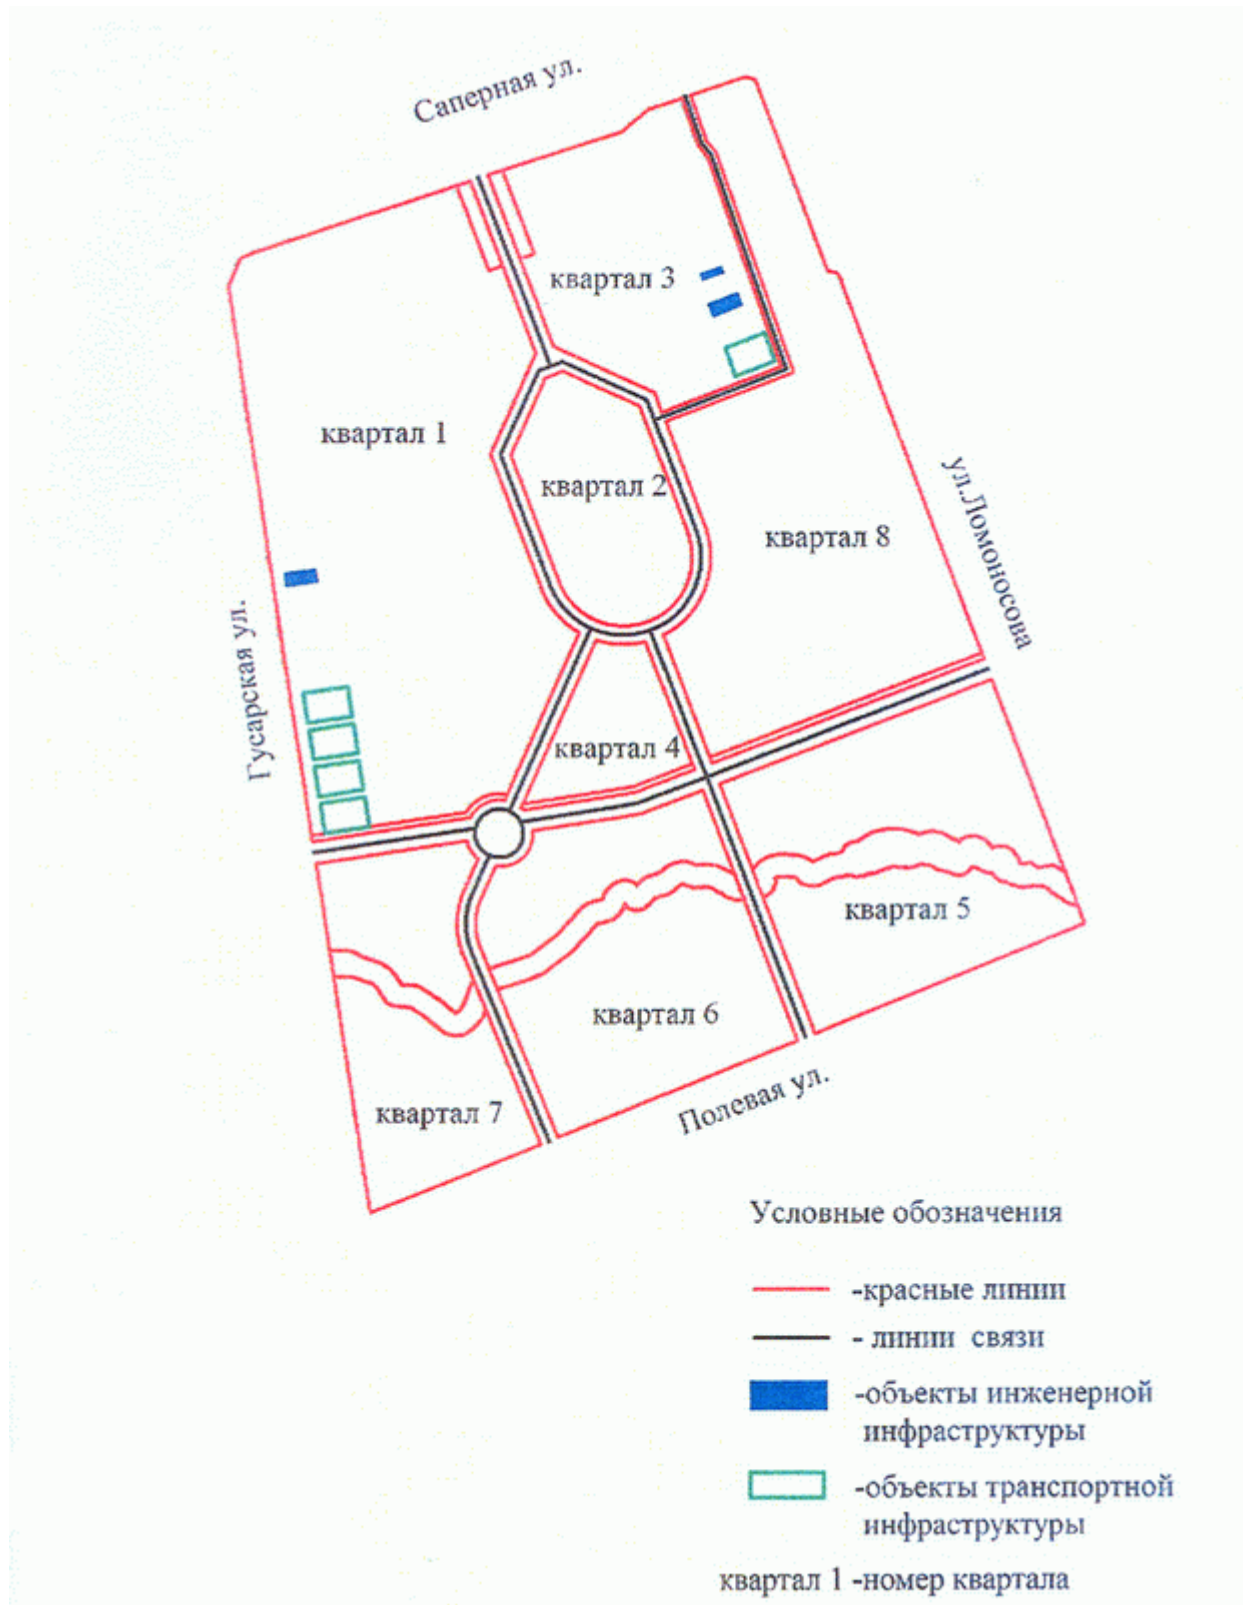 Саперная ул.
квартал 3
квартал 1
квартал 2
квартал 8
ул.Ломоносова
Гусарская ул.
квартал 4
квартал 5
квартал 6
Полевая ул.
квартал 7
Условные обозначения
-красные линии
- линии связи
-объекты инженерной
инфраструктуры
-объекты транспортной
инфраструктуры
квартал 1 -номер квартала